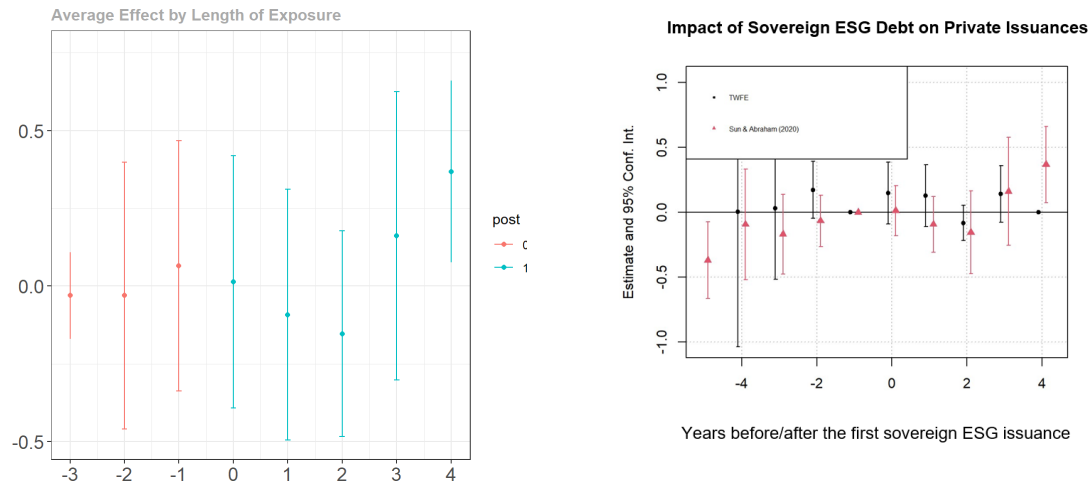 Average Effect by Length of Exposure
0.5
0.0
-0.5
-3 -2 -1 0 1 2 3 4
post
0
1
Impact of Sovereign ESG Debt on Private Issuances
TWFE
Sun & Abraham (2020)
Estimate and 95% Conf. Int.
1.0
0.5
0.0
-0.5
-1.0
-4 -2 0 2 4
Years before/after the first sovereign ESG issuance